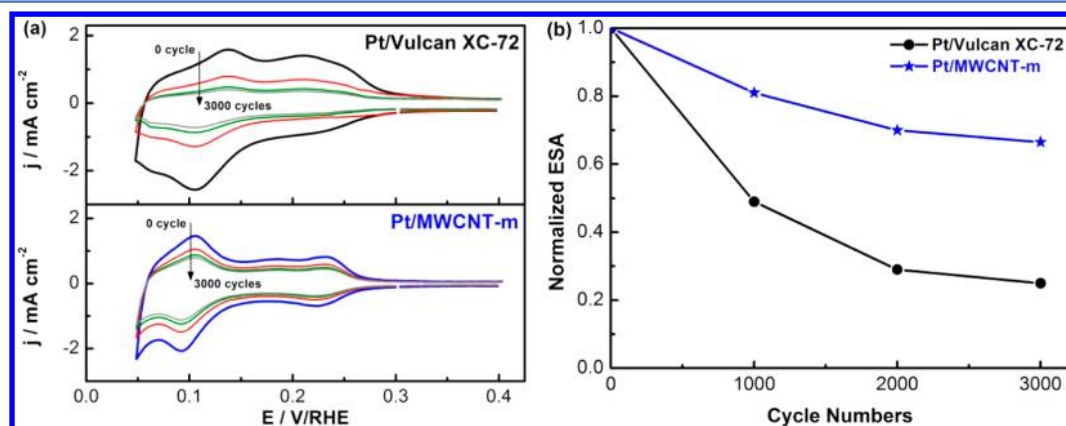 (a)
Pt/Vulcan XC-72
0 cycle
3000 cycles
j / mA cm⁻²
2
0
-2
Pt/MWCNT-m
0 cycle
3000 cycles
j / mA cm⁻²
2
0
-2
0.0 0.1 0.2 0.3 0.4
E / V/RHE
(b)
Pt/Vulcan XC-72
Pt/MWCNT-m
Normalized ESA
1.0
0.8
0.6
0.4
0.2
0.0
0 1000 2000 3000
Cycle Numbers